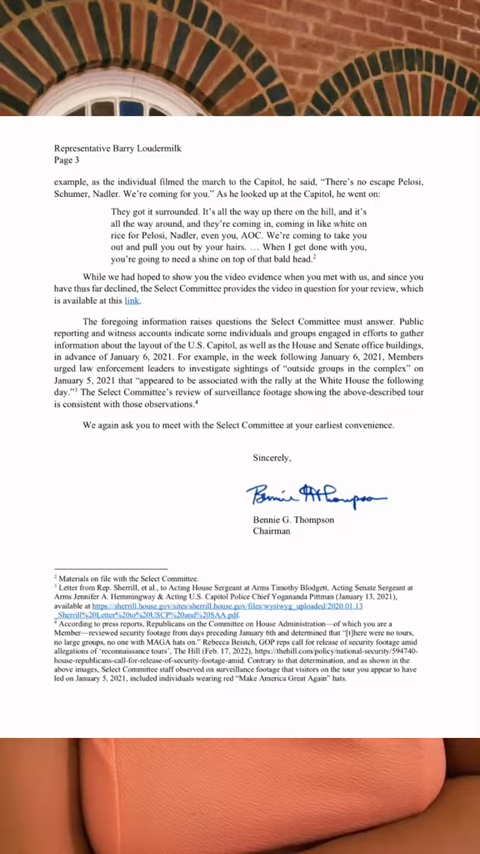 Representative Barry Loudermilk
Page 3
example, as the individual filmed the march to the Capitol, he said, “There’s no escape Pelosi,
Schumer, Nadler. We’re coming for you.” As he looked up at the Capitol, he went on:
They got it surrounded. It’s all the way up there on the hill, and it’s
all the way around, and they’re coming in, coming in like white on
rice for Pelosi, Nadler, even you, AOC. We’re coming to take you
out and pull you out by your hairs. … When I get done with you,
you’re going to need a shine on top of that bald head.2
While we had hoped to show you the video evidence when you met with us, and since you
have thus far declined, the Select Committee provides the video in question for your review, which
is available at this link.
The foregoing information raises questions the Select Committee must answer. Public
reporting and witness accounts indicate some individuals and groups engaged in efforts to gather
information about the layout of the U.S. Capitol, as well as the House and Senate office buildings,
in advance of January 6, 2021. For example, in the week following January 6, 2021, Members
urged law enforcement leaders to investigate sightings of “outside groups in the complex” on
January 5, 2021 that “appeared to be associated with the rally at the White House the following
day.”3 The Select Committee’s review of surveillance footage showing the above-described tour
is consistent with those observations.4
We again ask you to meet with the Select Committee at your earliest convenience.
Sincerely,
Bennie G. Thompson
Bennie G. Thompson
Chairman
2 Materials on file with the Select Committee.
3 Letter from Rep. Sherrill, et al., to Acting House Sergeant at Arms Timothy Blodgett, Acting Senate Sergeant at
Arms Jennifer A. Hemmingway & Acting U.S. Capitol Police Chief Yogananda Pittman (January 13, 2021),
available at https://sherrill.house.gov/sites/sherrill.house.gov/files/wysiwyg_uploaded/2020.01.13
_Sherrill%20Letter%20to%20USCP%20and%20SAA.pdf.
4 According to press reports, Republicans on the Committee on House Administration—of which you are a
Member—reviewed security footage from days preceding January 6th and determined that “[t]here were no tours,
no large groups, no one with MAGA hats on.” Rebecca Beitsch, GOP reps call for release of security footage amid
allegations of ‘reconnaissance tours’, The Hill (Feb. 17, 2022), https://thehill.com/policy/national-security/594740-
house-republicans-call-for-release-of-security-footage-amid. Contrary to that determination, and as shown in the
above images, Select Committee staff observed on surveillance footage that visitors on the tour you appear to have
led on January 5, 2021, included individuals wearing red “Make America Great Again” hats.